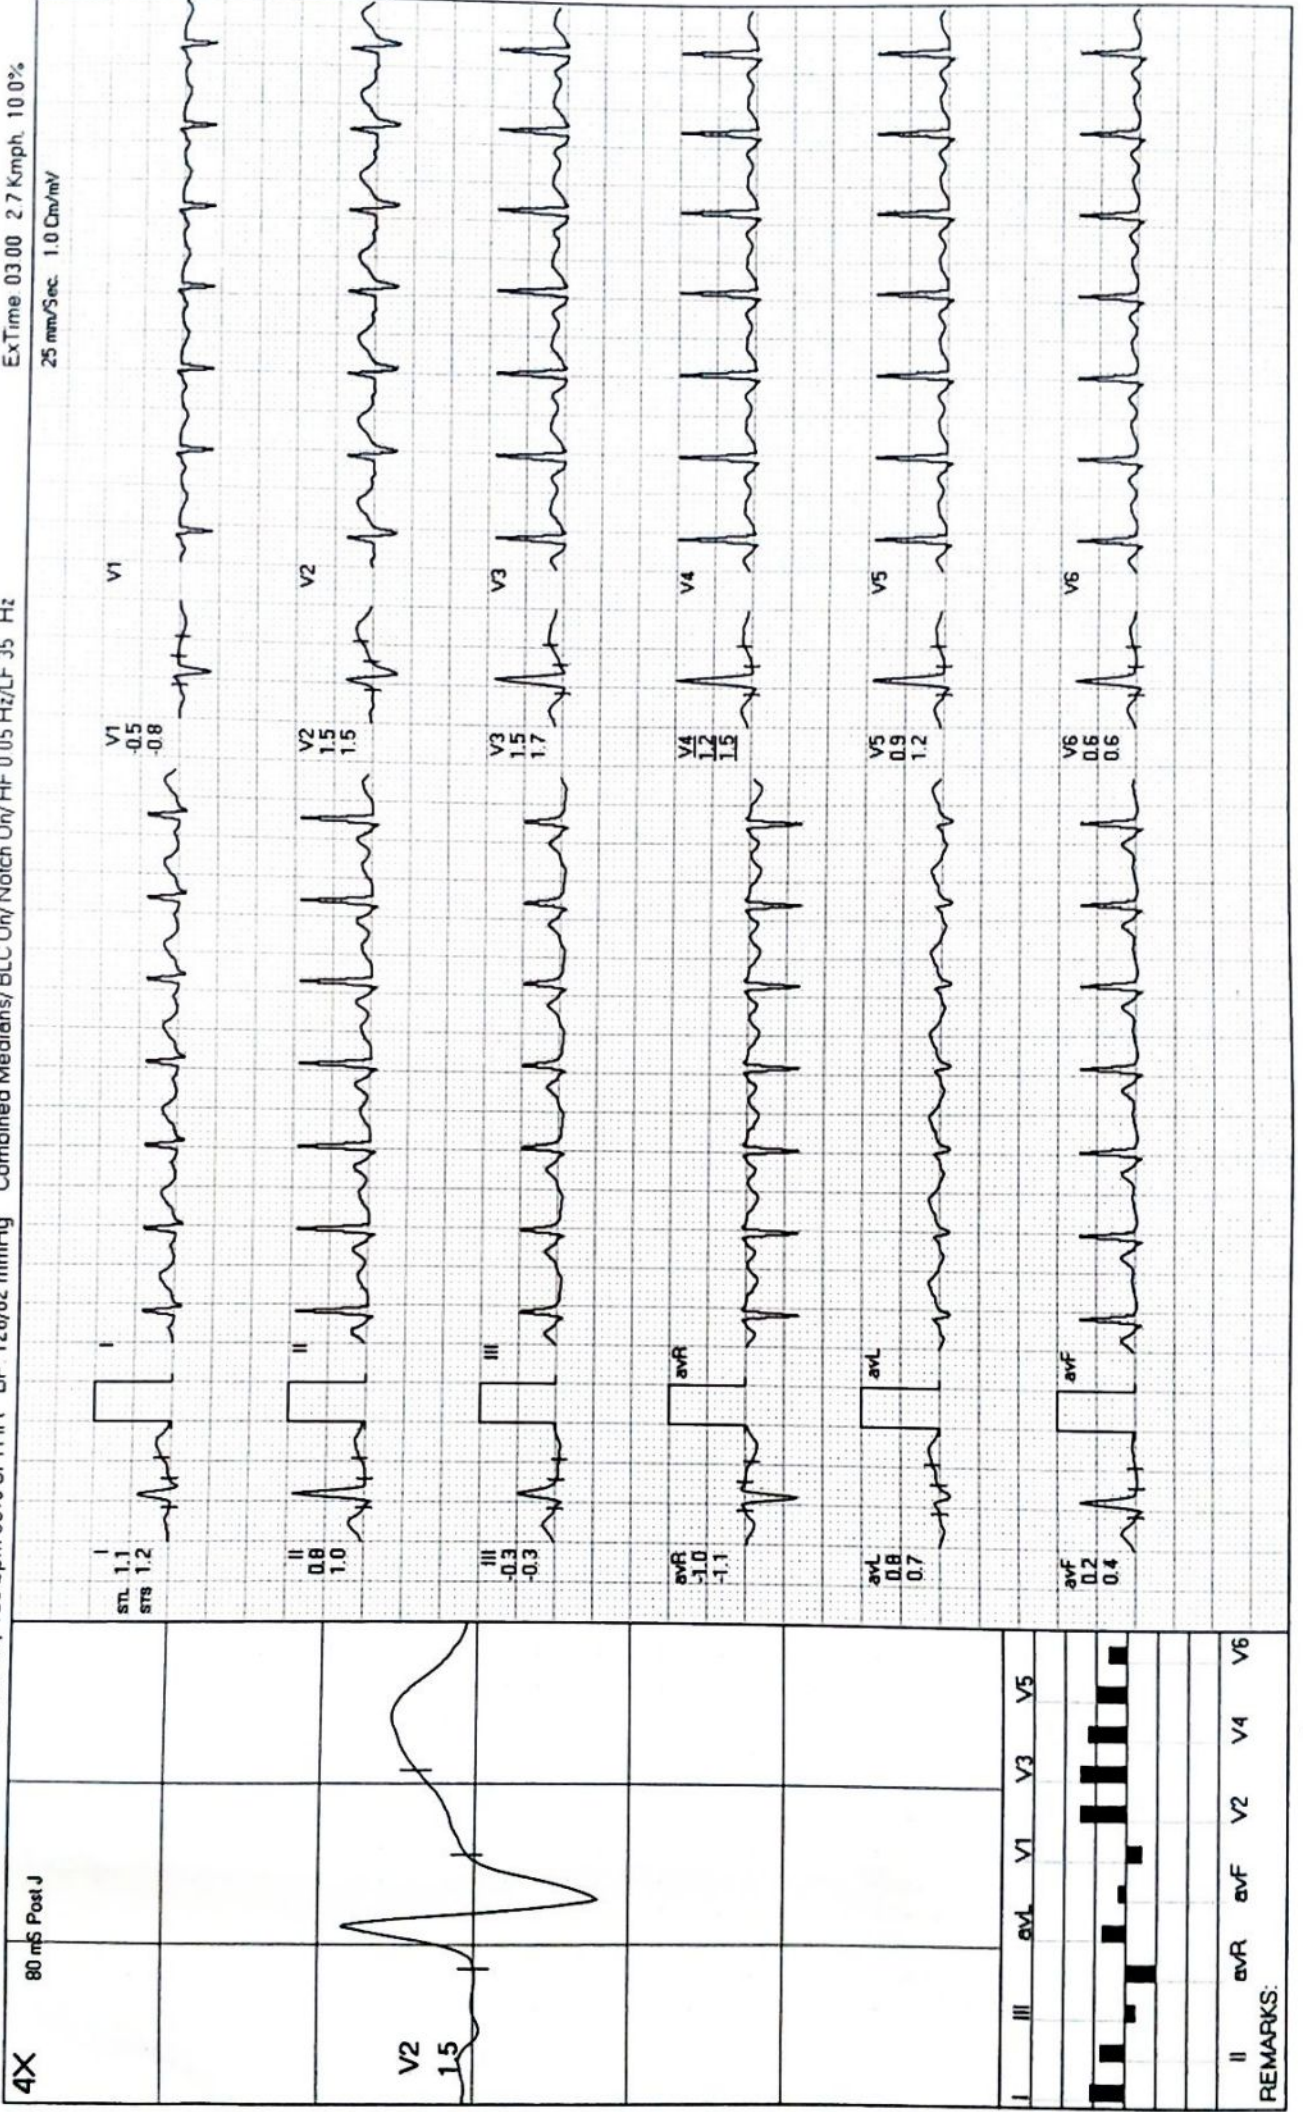 ExTime 03:00 2.7 Kmph. 10.0%
BP 126/82 mmHg Combined Medians/ BLC On/ Notch On/ HF 0.05 Hz/LF 35 Hz
4X
80 mS Post J
25 mm/Sec. 1.0 Cm/mV
V2
1.5
I
STL 1.1
STS 1.2
I
V1
-0.5
-0.8
V1
II
0.8
1.0
II
V2
1.5
1.5
V2
III
-0.3
-0.3
III
V3
1.5
1.7
V3
avR
-1.0
-1.1
avR
V4
1.2
1.5
V4
avL
0.8
0.7
avL
V5
0.9
1.2
V5
avF
0.2
0.4
avF
V6
0.6
0.6
V6
I III avL V1 V3 V5
II avR avF V2 V4 V6
REMARKS: